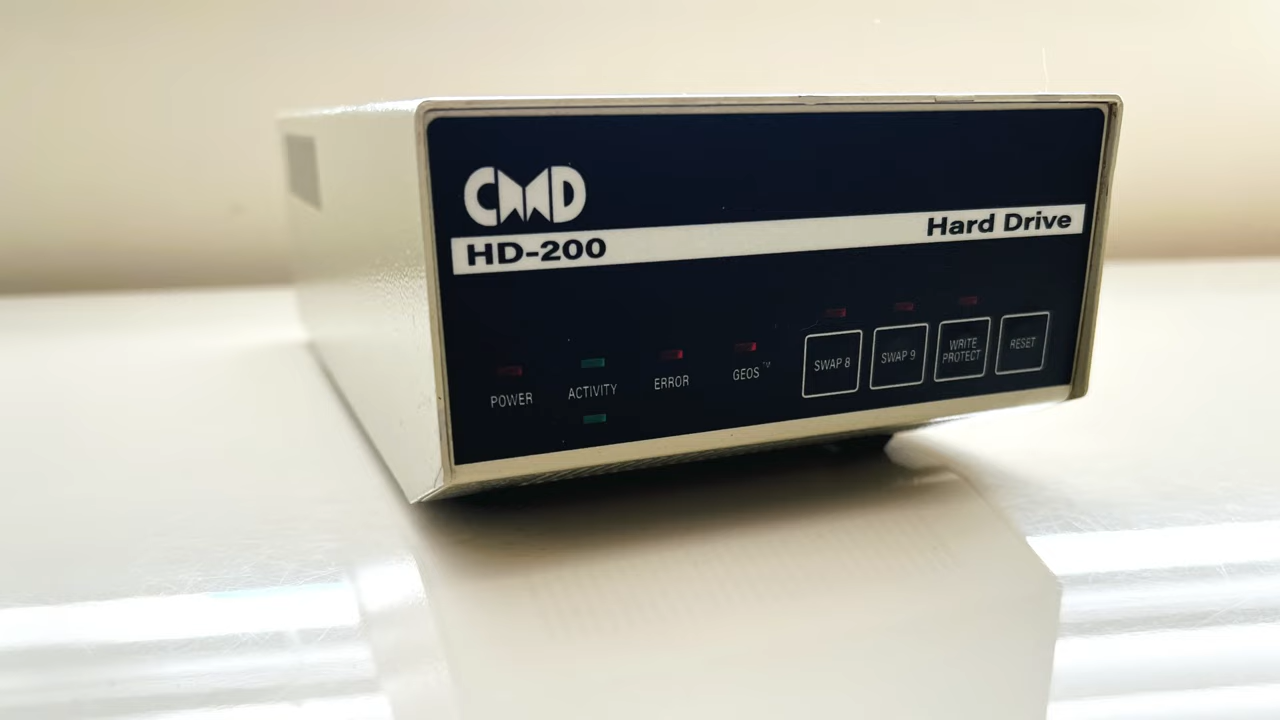 CMD
HD-200
Hard Drive
POWER
ACTIVITY
ERROR
GEOS™
SWAP 8
SWAP 9
WRITE
PROTECT
RESET